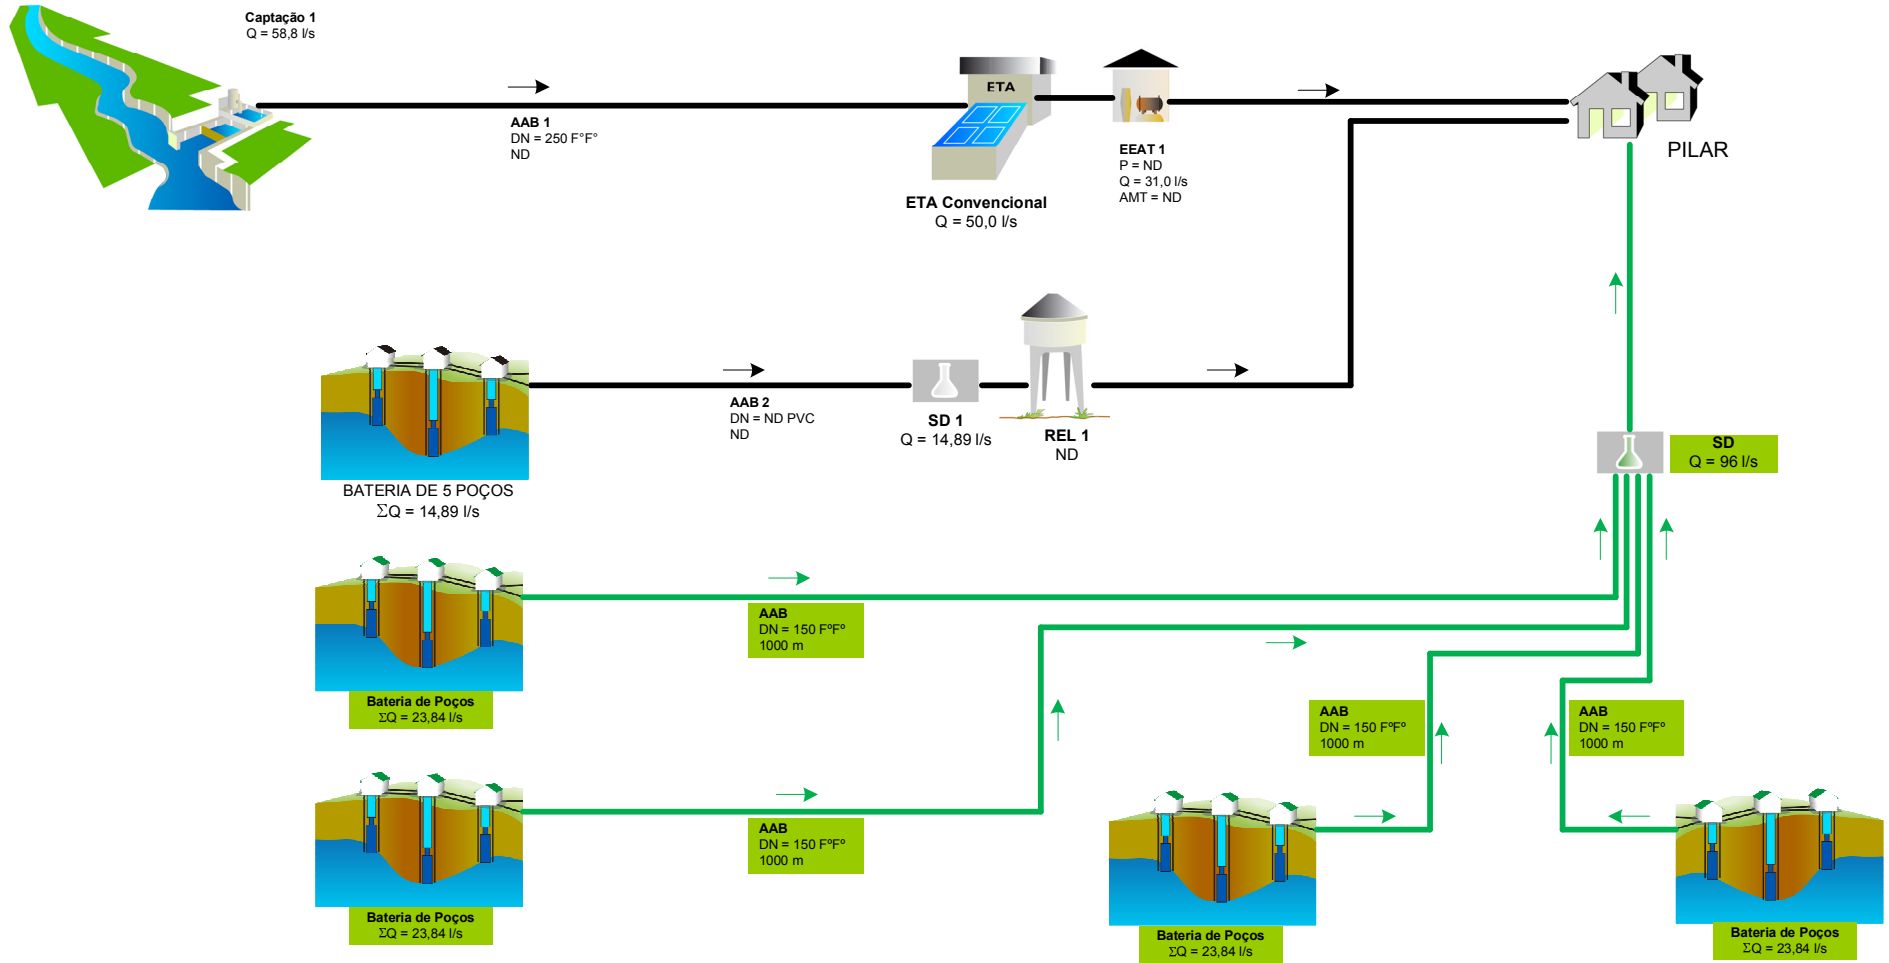 Captação 1
Q = 58,8 l/s
AAB 1
DN = 250 F°F°
ND
ETA
ETA Convencional
Q = 50,0 l/s
EEAT 1
P = ND
Q = 31,0 l/s
AMT = ND
PILAR
BATERIA DE 5 POÇOS
ΣQ = 14,89 l/s
AAB 2
DN = ND PVC
ND
SD 1
Q = 14,89 l/s
REL 1
ND
SD
Q = 96 l/s
Bateria de Poços
ΣQ = 23,84 l/s
AAB
DN = 150 FºFº
1000 m
Bateria de Poços
ΣQ = 23,84 l/s
AAB
DN = 150 FºFº
1000 m
AAB
DN = 150 FºFº
1000 m
Bateria de Poços
ΣQ = 23,84 l/s
AAB
DN = 150 FºFº
1000 m
Bateria de Poços
ΣQ = 23,84 l/s